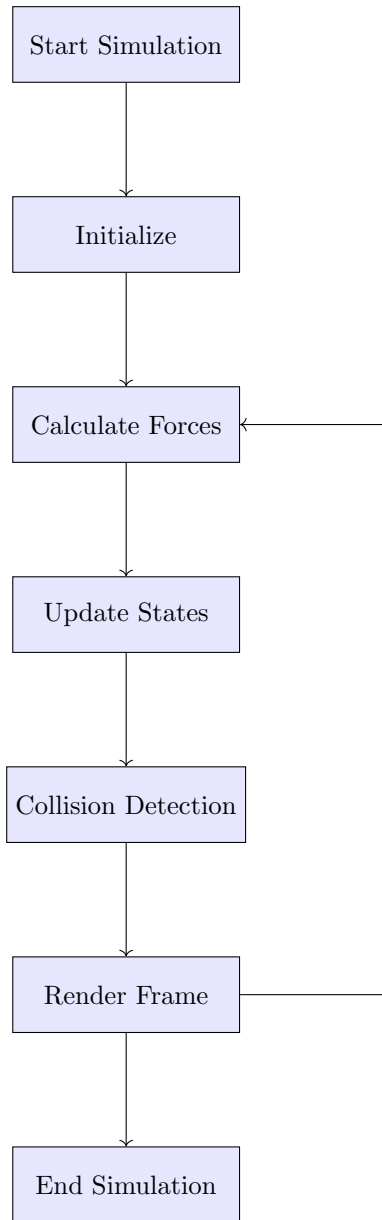 Start Simulation
Initialize
Calculate Forces
Update States
Collision Detection
Render Frame
End Simulation